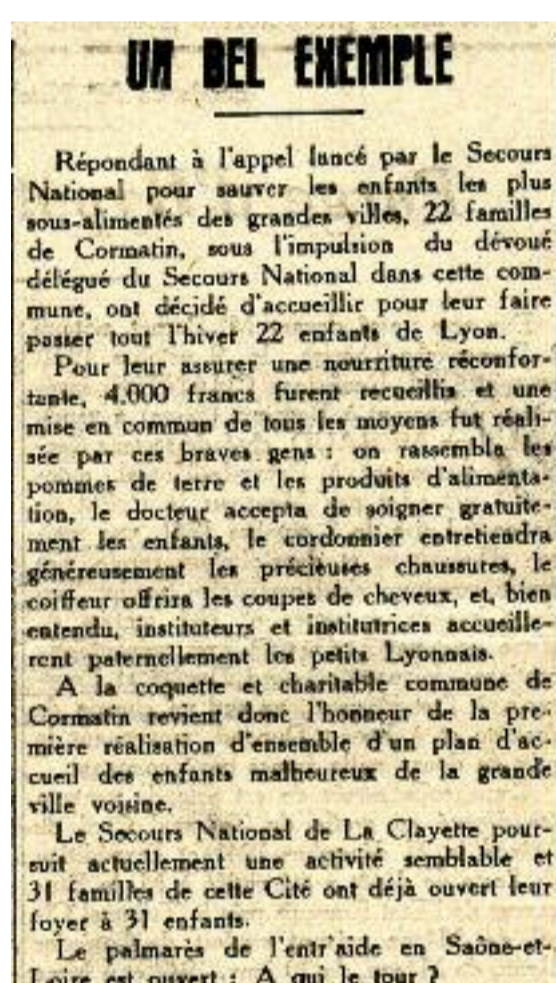 UN BEL EXEMPLE
Répondant à l'appel lancé par le Secours
National pour sauver les enfants les plus
sous-alimentés des grandes villes, 22 familles
de Cormatin, sous l'impulsion du dévoué
délégué du Secours National dans cette com-
mune, ont décidé d'accueillir pour leur faire
passer tout l'hiver 22 enfants de Lyon.
Pour leur assurer une nourriture réconfor-
tante, 4.000 francs furent recueillis et une
mise en commun de tous les moyens fut réali-
sée par ces braves gens : on rassembla les
pommes de terre et les produits d'alimenta-
tion, le docteur accepta de soigner gratuite-
ment les enfants, le cordonnier entretiendra
généreusement les précieuses chaussures, le
coiffeur offrira les coupes de cheveux, et, bien
entendu, instituteurs et institutrices accueille-
ront paternellement les petits Lyonnais.
A la coquette et charitable commune de
Cormatin revient donc l'honneur de la pre-
mière réalisation d'ensemble d'un plan d'ac-
cueil des enfants malheureux de la grande
ville voisine.
Le Secours National de La Clayette pour-
suit actuellement une activité semblable et
31 familles de cette Cité ont déjà ouvert leur
foyer à 31 enfants.
Le palmarès de l'entr'aide en Saône-et-
Loire est ouvert : A qui le tour ?